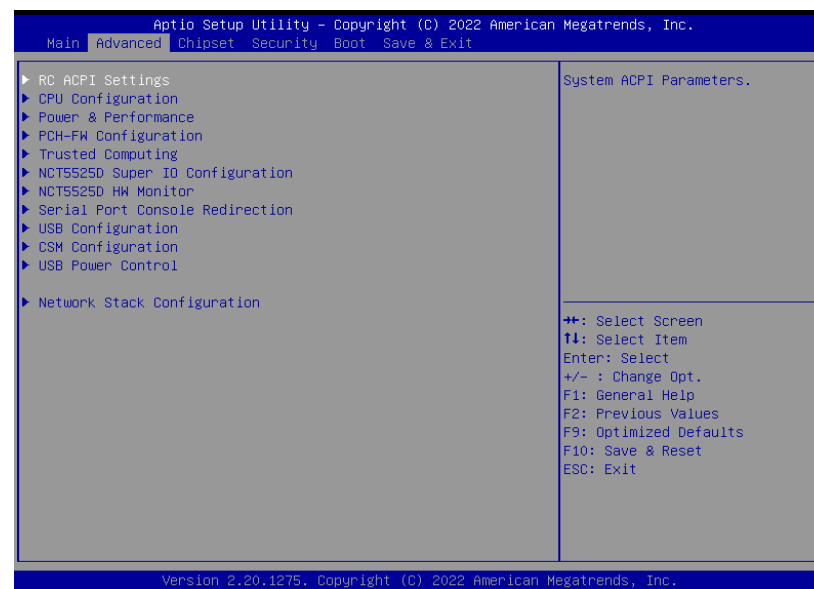 Aptio Setup Utility – Copyright (C) 2022 American Megatrends, Inc.
Main Advanced Chipset Security Boot Save & Exit
RC ACPI Settings
CPU Configuration
Power & Performance
PCH-FW Configuration
Trusted Computing
NCT5525D Super IO Configuration
NCT5525D HW Monitor
Serial Port Console Redirection
USB Configuration
CSM Configuration
USB Power Control
Network Stack Configuration
System ACPI Parameters.
→←: Select Screen
↑↓: Select Item
Enter: Select
+/- : Change Opt.
F1: General Help
F2: Previous Values
F9: Optimized Defaults
F10: Save & Reset
ESC: Exit
Version 2.20.1275. Copyright (C) 2022 American Megatrends, Inc.